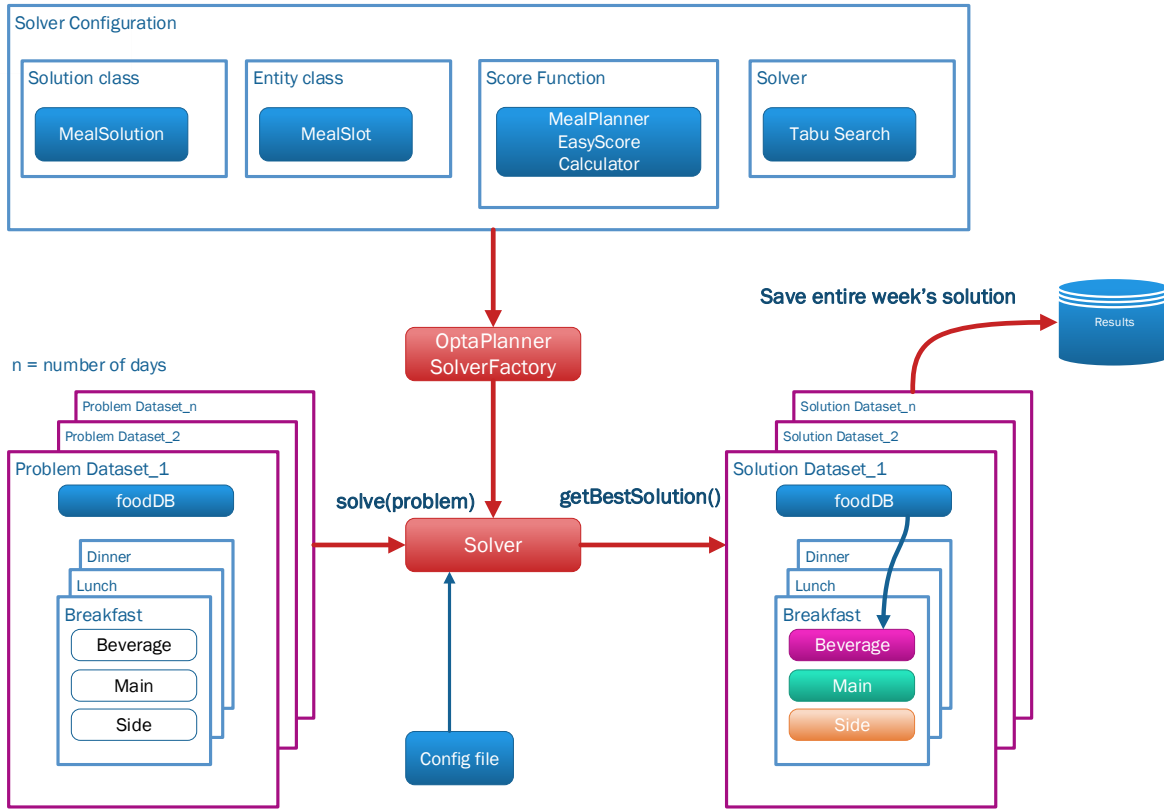 Solver Configuration
Solution class
MealSolution
Entity class
MealSlot
Score Function
MealPlanner
EasyScore
Calculator
Solver
Tabu Search
Save entire week's solution
Results
OptaPlanner
SolverFactory
n = number of days
Problem Dataset_n
Problem Dataset_2
Problem Dataset_1
foodDB
Dinner
Lunch
Breakfast
Beverage
Main
Side
solve(problem)
Solver
getBestSolution()
Config file
Solution Dataset_n
Solution Dataset_2
Solution Dataset_1
foodDB
Dinner
Lunch
Breakfast
Beverage
Main
Side